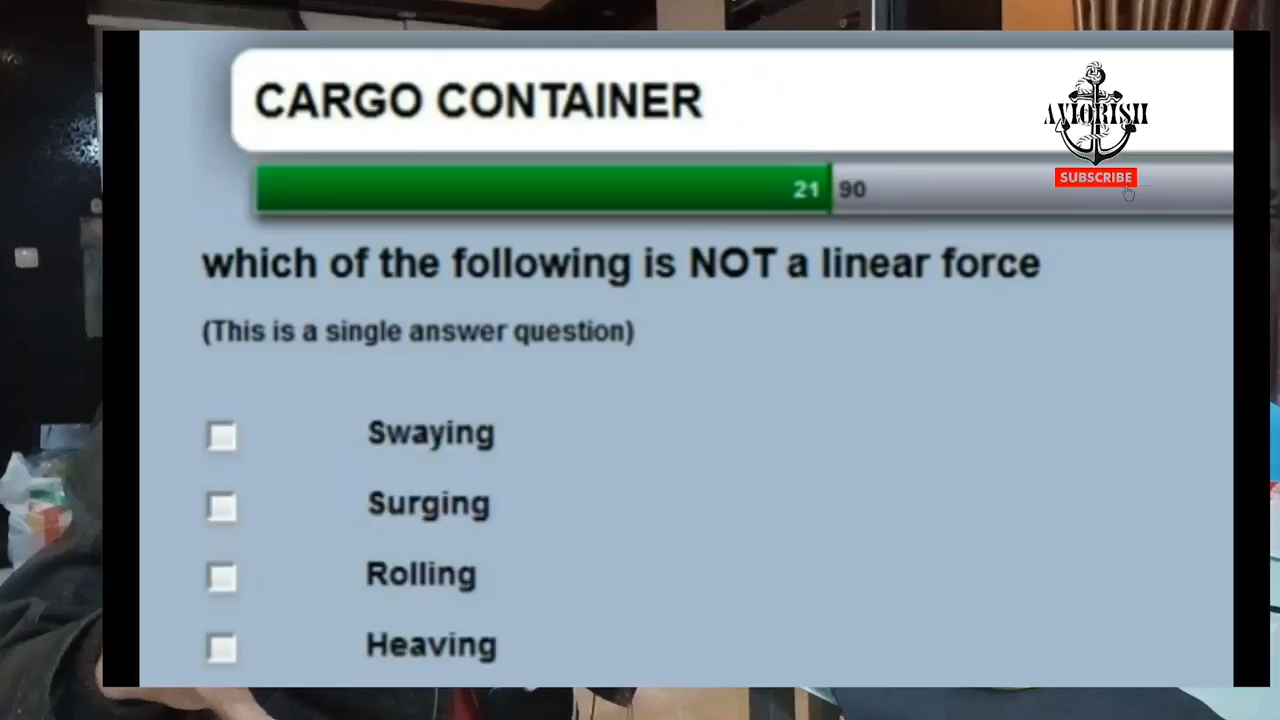 CARGO CONTAINER
AVIORISH
SUBSCRIBE
21 90
which of the following is NOT a linear force
(This is a single answer question)
Swaying
Surging
Rolling
Heaving